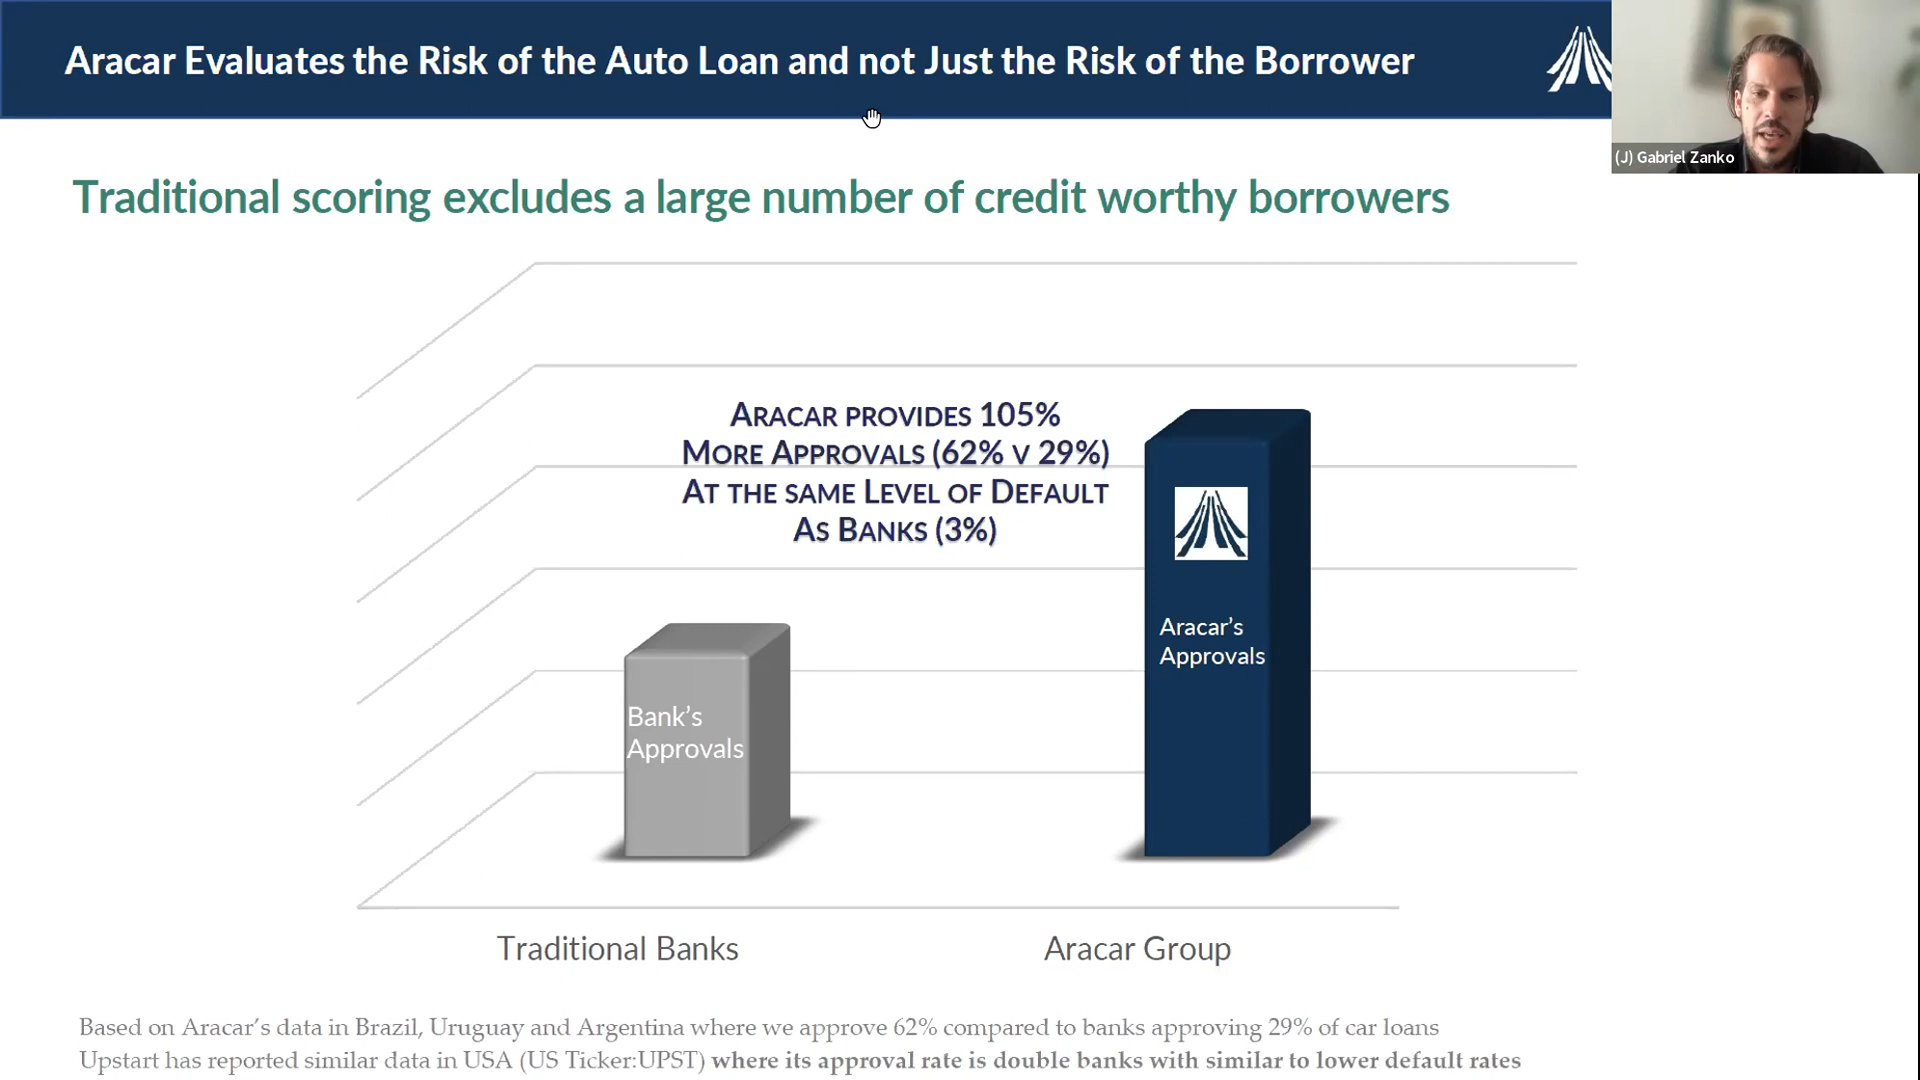 Aracar Evaluates the Risk of the Auto Loan and not Just the Risk of the Borrower
(J) Gabriel Zanko
Traditional scoring excludes a large number of credit worthy borrowers
ARACAR PROVIDES 105%
MORE APPROVALS (62% V 29%)
AT THE SAME LEVEL OF DEFAULT
AS BANKS (3%)
Aracar’s
Approvals
Bank’s
Approvals
Traditional Banks
Aracar Group
Based on Aracar’s data in Brazil, Uruguay and Argentina where we approve 62% compared to banks approving 29% of car loans
Upstart has reported similar data in USA (US Ticker:UPST) where its approval rate is double banks with similar to lower default rates